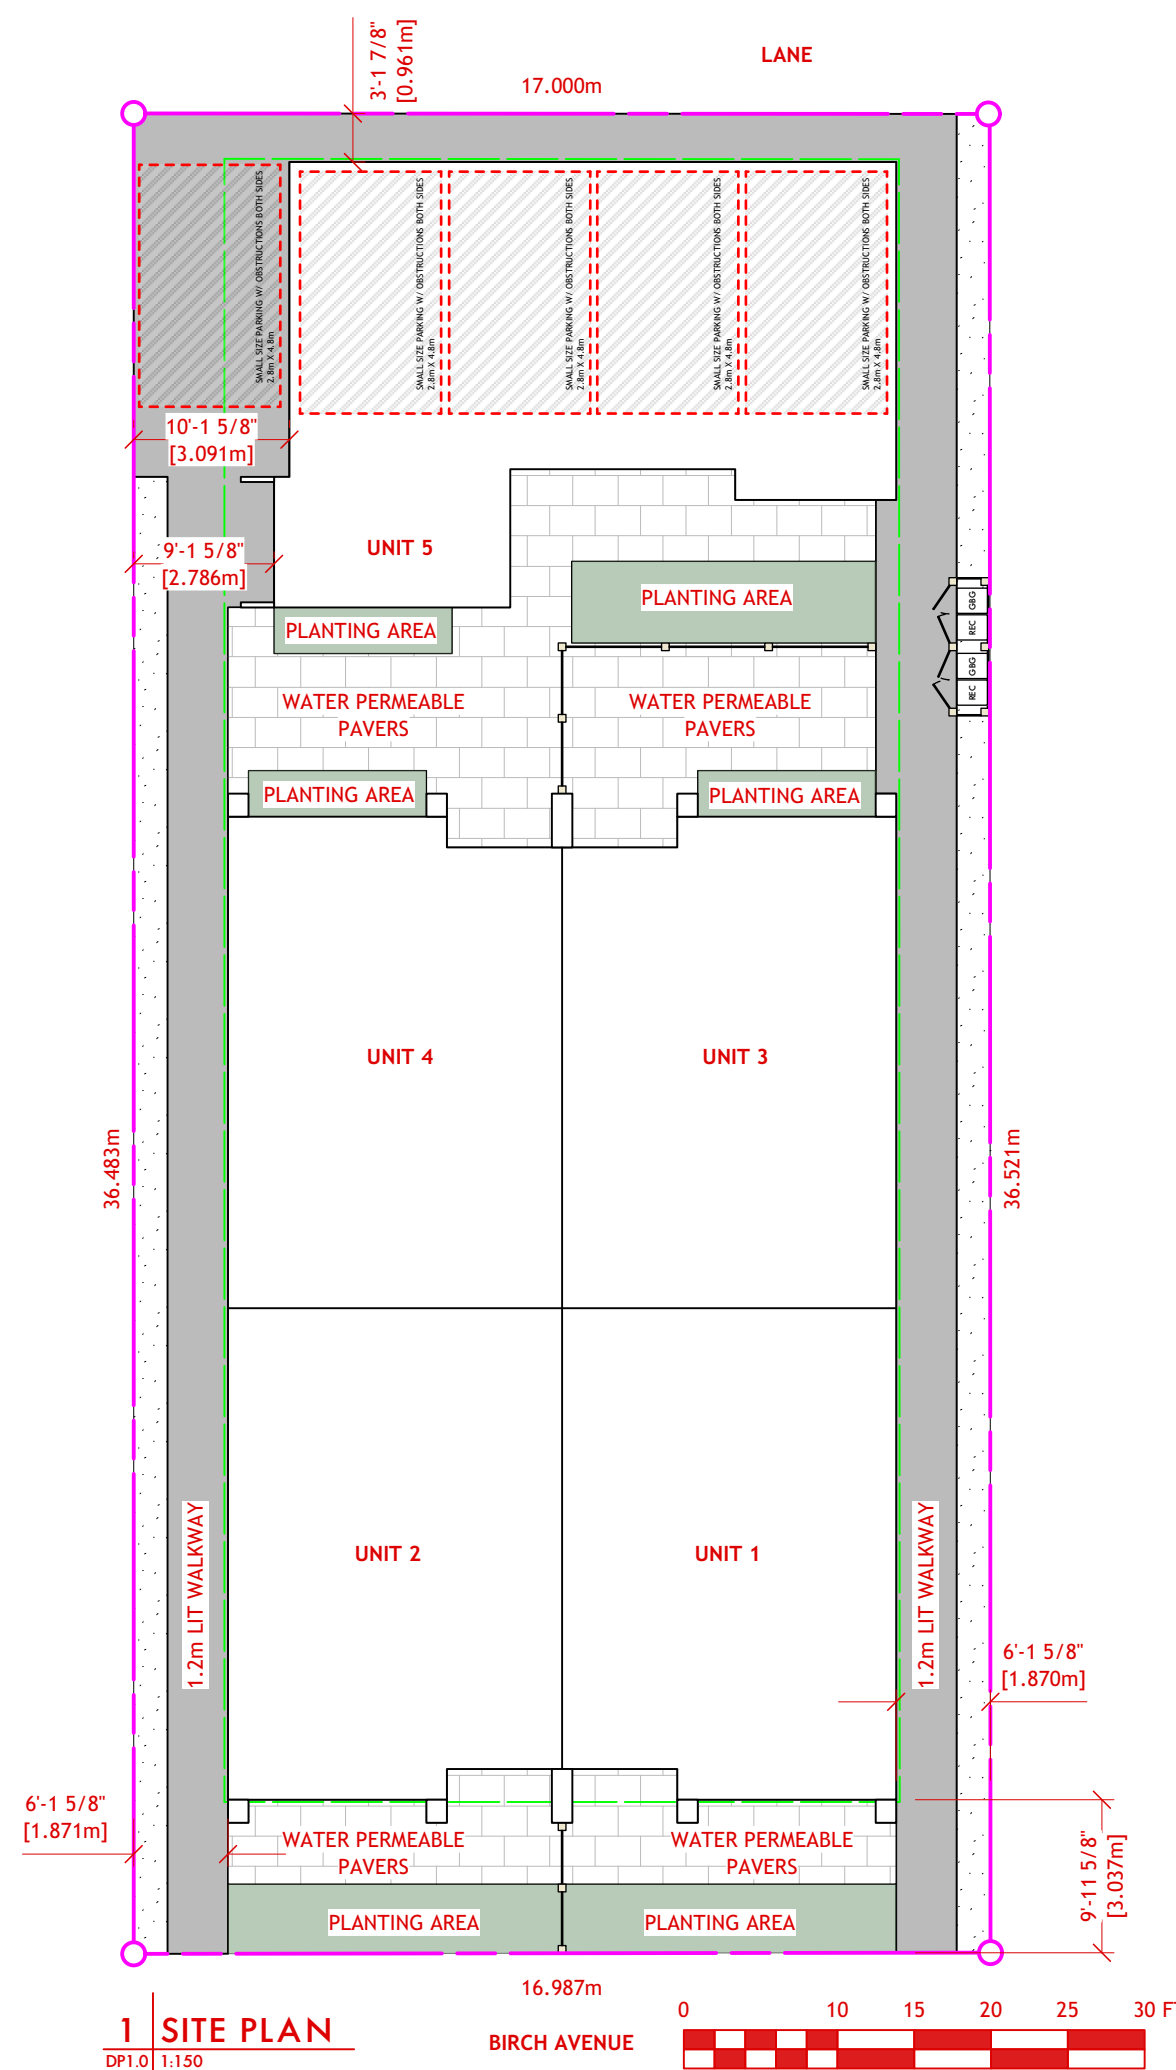 LANE
3'-1 7/8"
[0.961m]
17.000m
SMALL SIZE PARKING W/ OBSTRUCTIONS BOTH SIDES
2.8m X 4.8m
SMALL SIZE PARKING W/ OBSTRUCTIONS BOTH SIDES
2.8m X 4.8m
SMALL SIZE PARKING W/ OBSTRUCTIONS BOTH SIDES
2.8m X 4.8m
SMALL SIZE PARKING W/ OBSTRUCTIONS BOTH SIDES
2.8m X 4.8m
SMALL SIZE PARKING W/ OBSTRUCTIONS BOTH SIDES
2.8m X 4.8m
10'-1 5/8"
[3.091m]
UNIT 5
9'-1 5/8"
[2.786m]
PLANTING AREA
PLANTING AREA
GBG
REC
GBG
REC
WATER PERMEABLE
PAVERS
WATER PERMEABLE
PAVERS
PLANTING AREA
PLANTING AREA
UNIT 4
UNIT 3
36.483m
36.521m
UNIT 2
UNIT 1
1.2m LIT WALKWAY
1.2m LIT WALKWAY
6'-1 5/8"
[1.870m]
6'-1 5/8"
[1.871m]
WATER PERMEABLE
PAVERS
WATER PERMEABLE
PAVERS
9'-11 5/8"
[3.037m]
PLANTING AREA
PLANTING AREA
16.987m
1 SITE PLAN
DP1.0 1:150
BIRCH AVENUE
0 10 15 20 25 30 FT